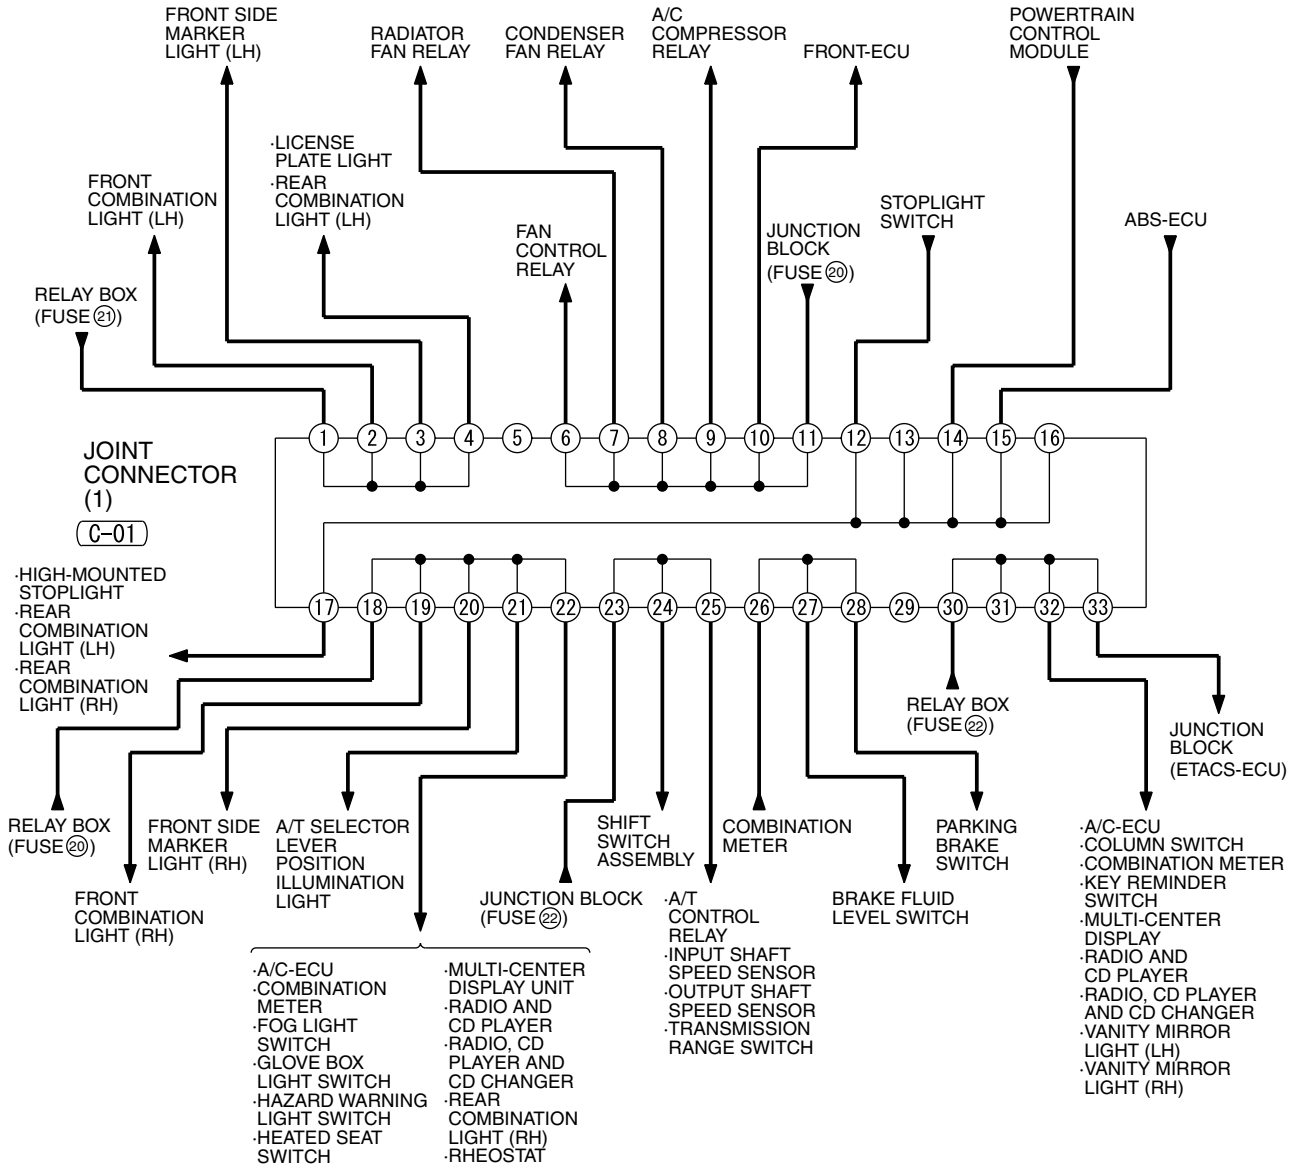 FRONT SIDE
MARKER
LIGHT (LH)
RADIATOR
FAN RELAY
CONDENSER
FAN RELAY
A/C
COMPRESSOR
RELAY
FRONT-ECU
POWERTRAIN
CONTROL
MODULE
·LICENSE
PLATE LIGHT
·REAR
COMBINATION
LIGHT (LH)
FRONT
COMBINATION
LIGHT (LH)
FAN
CONTROL
RELAY
JUNCTION
BLOCK
(FUSE⑳)
STOPLIGHT
SWITCH
ABS-ECU
RELAY BOX
(FUSE㉑)
1 2 3 4 5 6 7 8 9 10 11 12 13 14 15 16
JOINT
CONNECTOR
(1)
C-01
17 18 19 20 21 22 23 24 25 26 27 28 29 30 31 32 33
·HIGH-MOUNTED
STOPLIGHT
·REAR
COMBINATION
LIGHT (LH)
·REAR
COMBINATION
LIGHT (RH)
RELAY BOX
(FUSE㉒)
JUNCTION
BLOCK
(ETACS-ECU)
RELAY BOX
(FUSE⑳)
FRONT
COMBINATION
LIGHT (RH)
FRONT SIDE
MARKER
LIGHT (RH)
A/T SELECTOR
LEVER
POSITION
ILLUMINATION
LIGHT
·A/C-ECU
·COMBINATION
METER
·FOG LIGHT
SWITCH
·GLOVE BOX
LIGHT SWITCH
·HAZARD WARNING
LIGHT SWITCH
·HEATED SEAT
SWITCH
·MULTI-CENTER
DISPLAY UNIT
·RADIO AND
CD PLAYER
·RADIO, CD
PLAYER AND
CD CHANGER
·REAR
COMBINATION
LIGHT (RH)
·RHEOSTAT
JUNCTION BLOCK
(FUSE㉒)
SHIFT
SWITCH
ASSEMBLY
·A/T
CONTROL
RELAY
·INPUT SHAFT
SPEED SENSOR
·OUTPUT SHAFT
SPEED SENSOR
·TRANSMISSION
RANGE SWITCH
COMBINATION
METER
BRAKE FLUID
LEVEL SWITCH
PARKING
BRAKE
SWITCH
·A/C-ECU
·COLUMN SWITCH
·COMBINATION METER
·KEY REMINDER
SWITCH
·MULTI-CENTER
DISPLAY
·RADIO AND
CD PLAYER
·RADIO, CD PLAYER
AND CD CHANGER
·VANITY MIRROR
LIGHT (LH)
·VANITY MIRROR
LIGHT (RH)